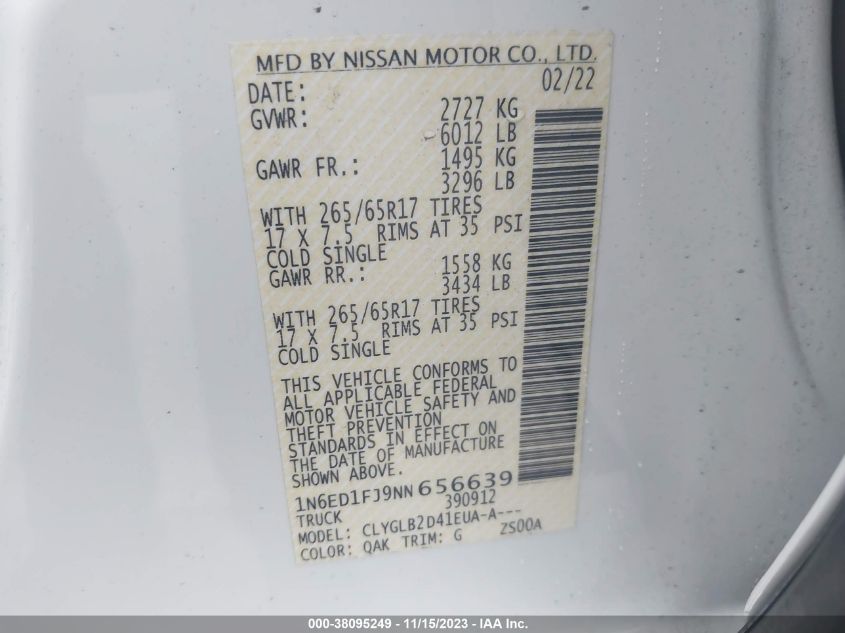 MFD BY NISSAN MOTOR CO., LTD.
DATE: 02/22
GVWR: 2727 KG
6012 LB
GAWR FR.: 1495 KG
3296 LB
WITH 265/65R17 TIRES
17 X 7.5 RIMS AT 35 PSI
COLD SINGLE
GAWR RR.: 1558 KG
3434 LB
WITH 265/65R17 TIRES
17 X 7.5 RIMS AT 35 PSI
COLD SINGLE
THIS VEHICLE CONFORMS TO
ALL APPLICABLE FEDERAL
MOTOR VEHICLE SAFETY AND
THEFT PREVENTION
STANDARDS IN EFFECT ON
THE DATE OF MANUFACTURE
SHOWN ABOVE.
1N6ED1FJ9NN656639
TRUCK 390912
MODEL: CLYGLB2D41EUA-A---
COLOR: QAK TRIM: G ZS00A
000-38095249 - 11/15/2023 - IAA Inc.